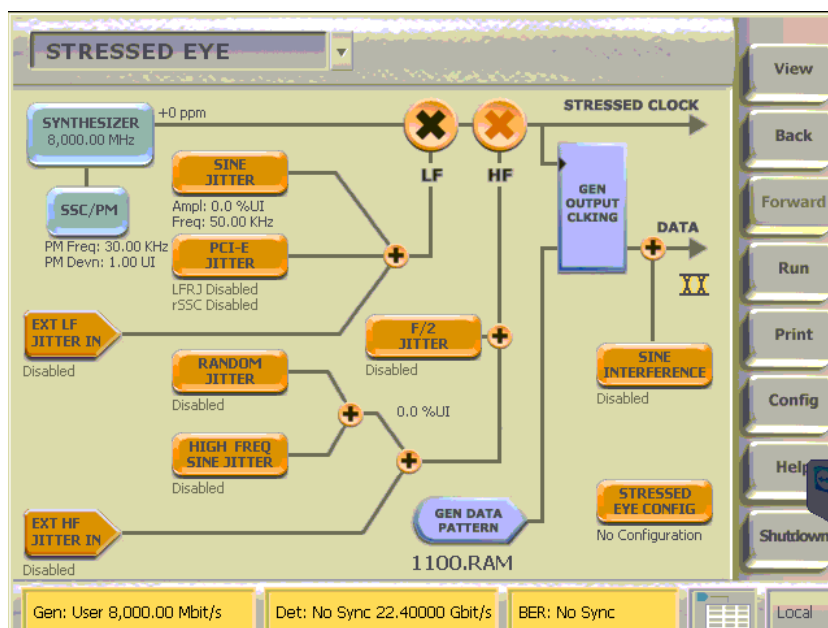 STRESSED EYE
View
Back
Forward
Run
Print
Config
Help
Shutdown
SYNTHESIZER
8,000.00 MHz
+0 ppm
STRESSED CLOCK
LF
HF
SINE
JITTER
Ampl: 0.0 %UI
Freq: 50.00 KHz
SSC/PM
PM Freq: 30.00 KHz
PM Devn: 1.00 UI
PCI-E
JITTER
LFRJ Disabled
rSSC Disabled
GEN
OUTPUT
CLKING
DATA
EXT LF
JITTER IN
Disabled
F/2
JITTER
Disabled
SINE
INTERFERENCE
Disabled
RANDOM
JITTER
Disabled
0.0 %UI
HIGH FREQ
SINE JITTER
Disabled
EXT HF
JITTER IN
Disabled
GEN DATA
PATTERN
1100.RAM
STRESSED
EYE CONFIG
No Configuration
Gen: User 8,000.00 Mbit/s
Det: No Sync 22.40000 Gbit/s
BER: No Sync
Local